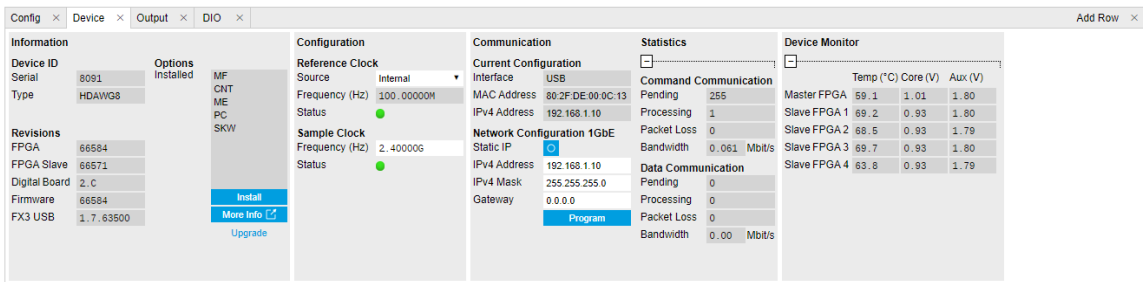 Config × Device × Output × DIO × Add Row ×
Information
Device ID
Serial 8091
Type HDAWG8
Options
Installed
MF
CNT
ME
PC
SKW
Revisions
FPGA 66584
FPGA Slave 66571
Digital Board 2.C
Firmware 66584
FX3 USB 1.7.63500
Install
More Info
Upgrade
Configuration
Reference Clock
Source Internal
Frequency (Hz) 100.00000M
Status
Sample Clock
Frequency (Hz) 2.40000G
Status
Communication
Current Configuration
Interface USB
MAC Address 80:2F:DE:00:0C:13
IPv4 Address 192.168.1.10
Network Configuration 1GbE
Static IP
IPv4 Address 192.168.1.10
IPv4 Mask 255.255.255.0
Gateway 0.0.0.0
Program
Statistics
Command Communication
Pending 255
Processing 1
Packet Loss 0
Bandwidth 0.061 Mbit/s
Data Communication
Pending 0
Processing 0
Packet Loss 0
Bandwidth 0.00 Mbit/s
Device Monitor
Temp (°C) Core (V) Aux (V)
Master FPGA 59.1 1.01 1.80
Slave FPGA 1 69.2 0.93 1.80
Slave FPGA 2 68.5 0.93 1.79
Slave FPGA 3 69.7 0.93 1.80
Slave FPGA 4 63.8 0.93 1.79